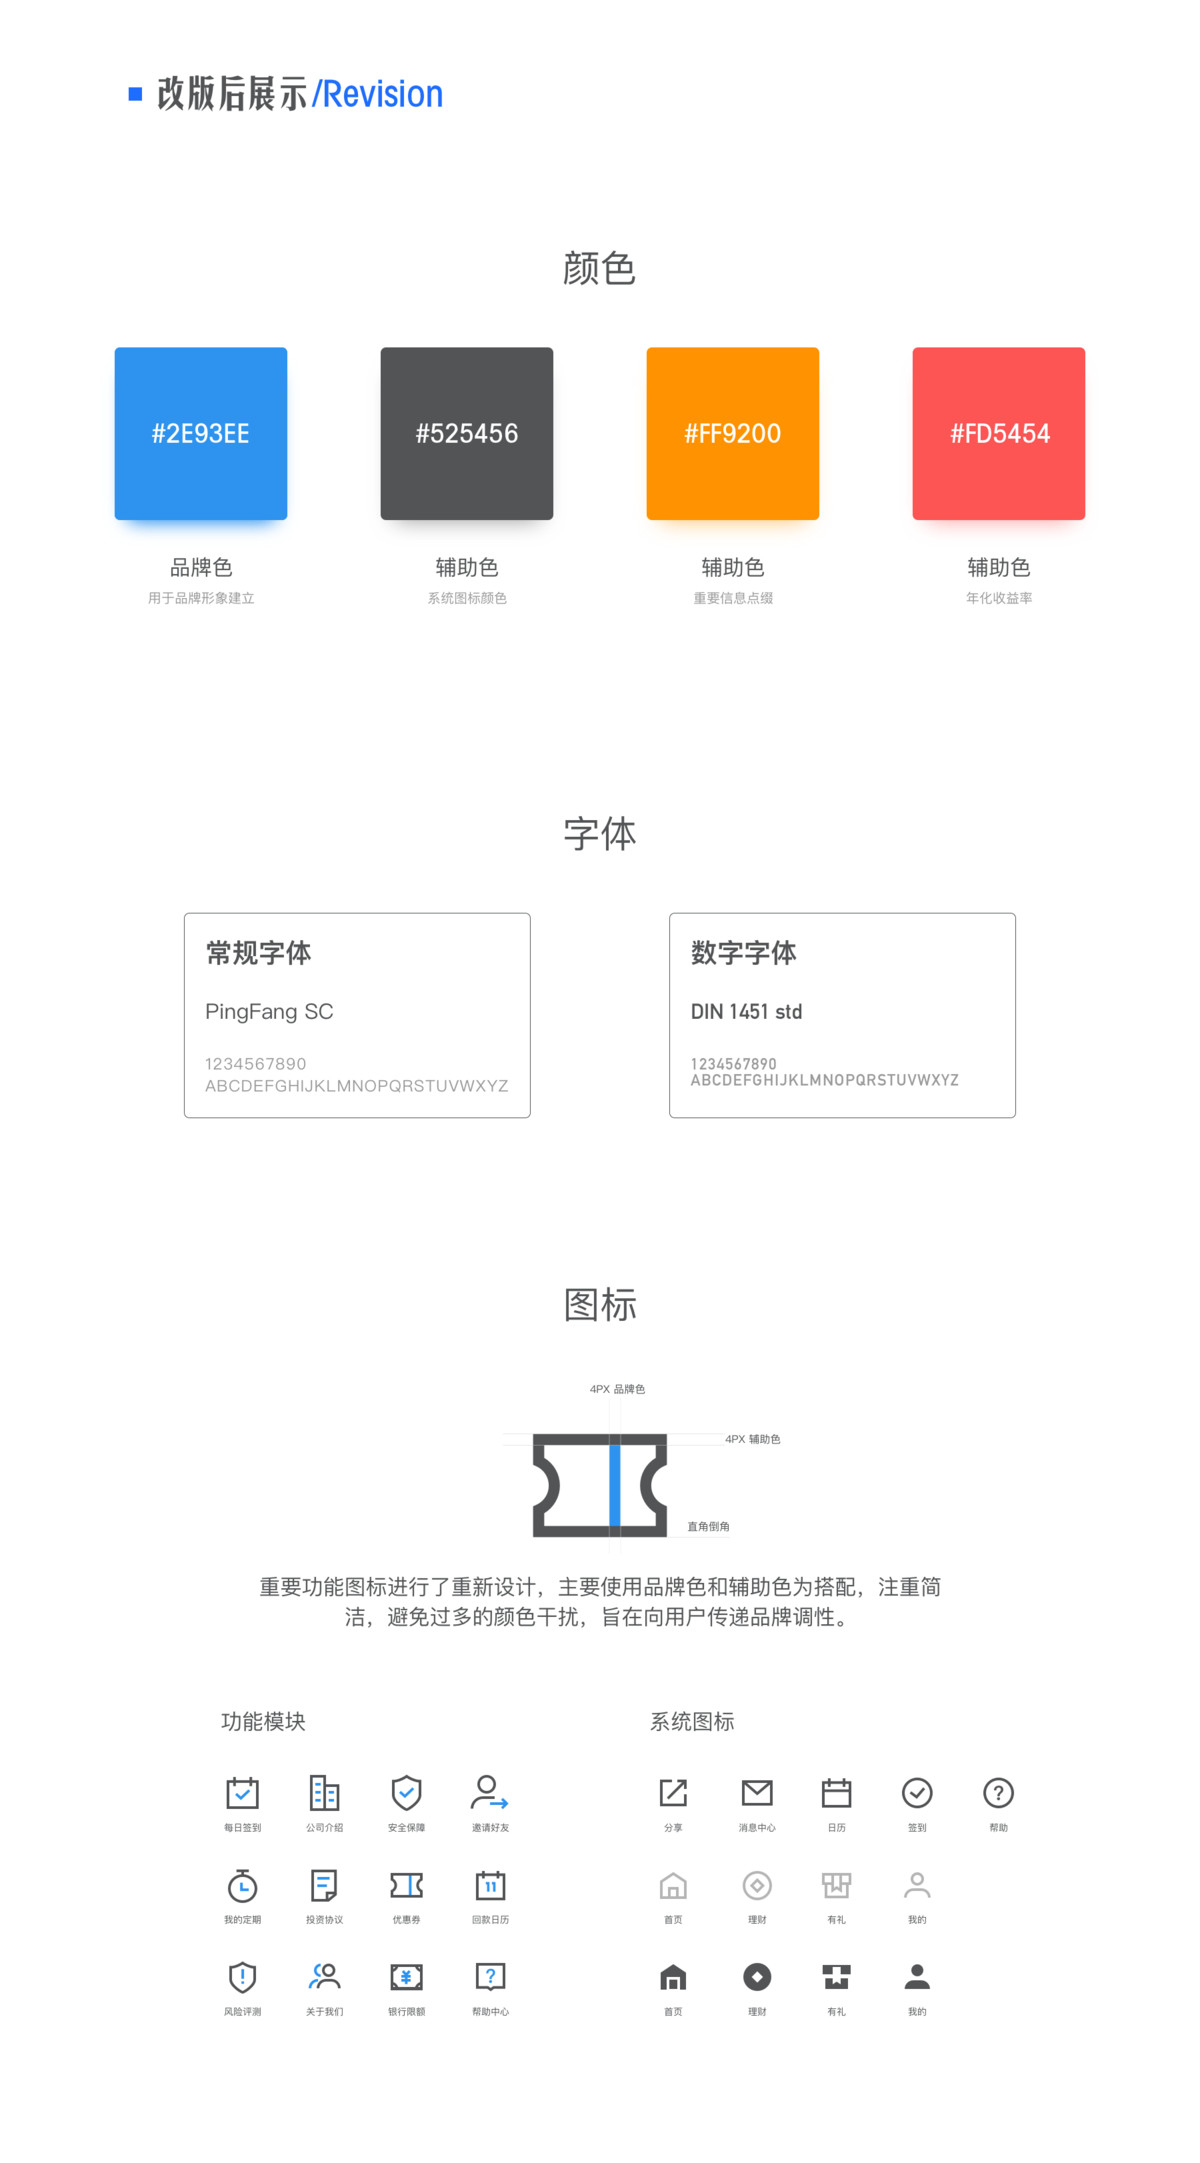 改版后展示/Revision
颜色
#2E93EE
#525456
#FF9200
#FD5454
品牌色
辅助色
辅助色
辅助色
用于品牌形象建立
系统图标颜色
重要信息点缀
年化收益率
字体
常规字体
PingFang SC
1234567890
ABCDEFGHIJKLMNOPQRSTUVWXYZ
数字字体
DIN 1451 std
1234567890
ABCDEFGHIJKLMNOPQRSTUVWXYZ
图标
4PX 品牌色
4PX 辅助色
直角倒角
重要功能图标进行了重新设计，主要使用品牌色和辅助色为搭配，注重简
洁，避免过多的颜色干扰，旨在向用户传递品牌调性。
功能模块
每日签到
公司介绍
安全保障
邀请好友
我的定期
投资协议
优惠券
11
回款日历
风险评测
关于我们
¥
银行限额
?
帮助中心
系统图标
分享
消息中心
日历
签到
?
帮助
首页
理财
有礼
我的
首页
理财
有礼
我的